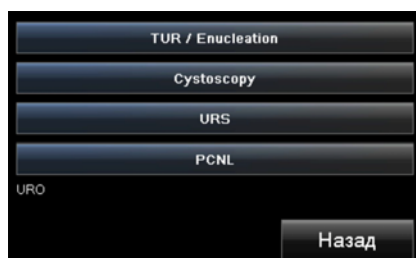 TUR / Enucleation
Cystoscopy
URS
PCNL
URO
Назад